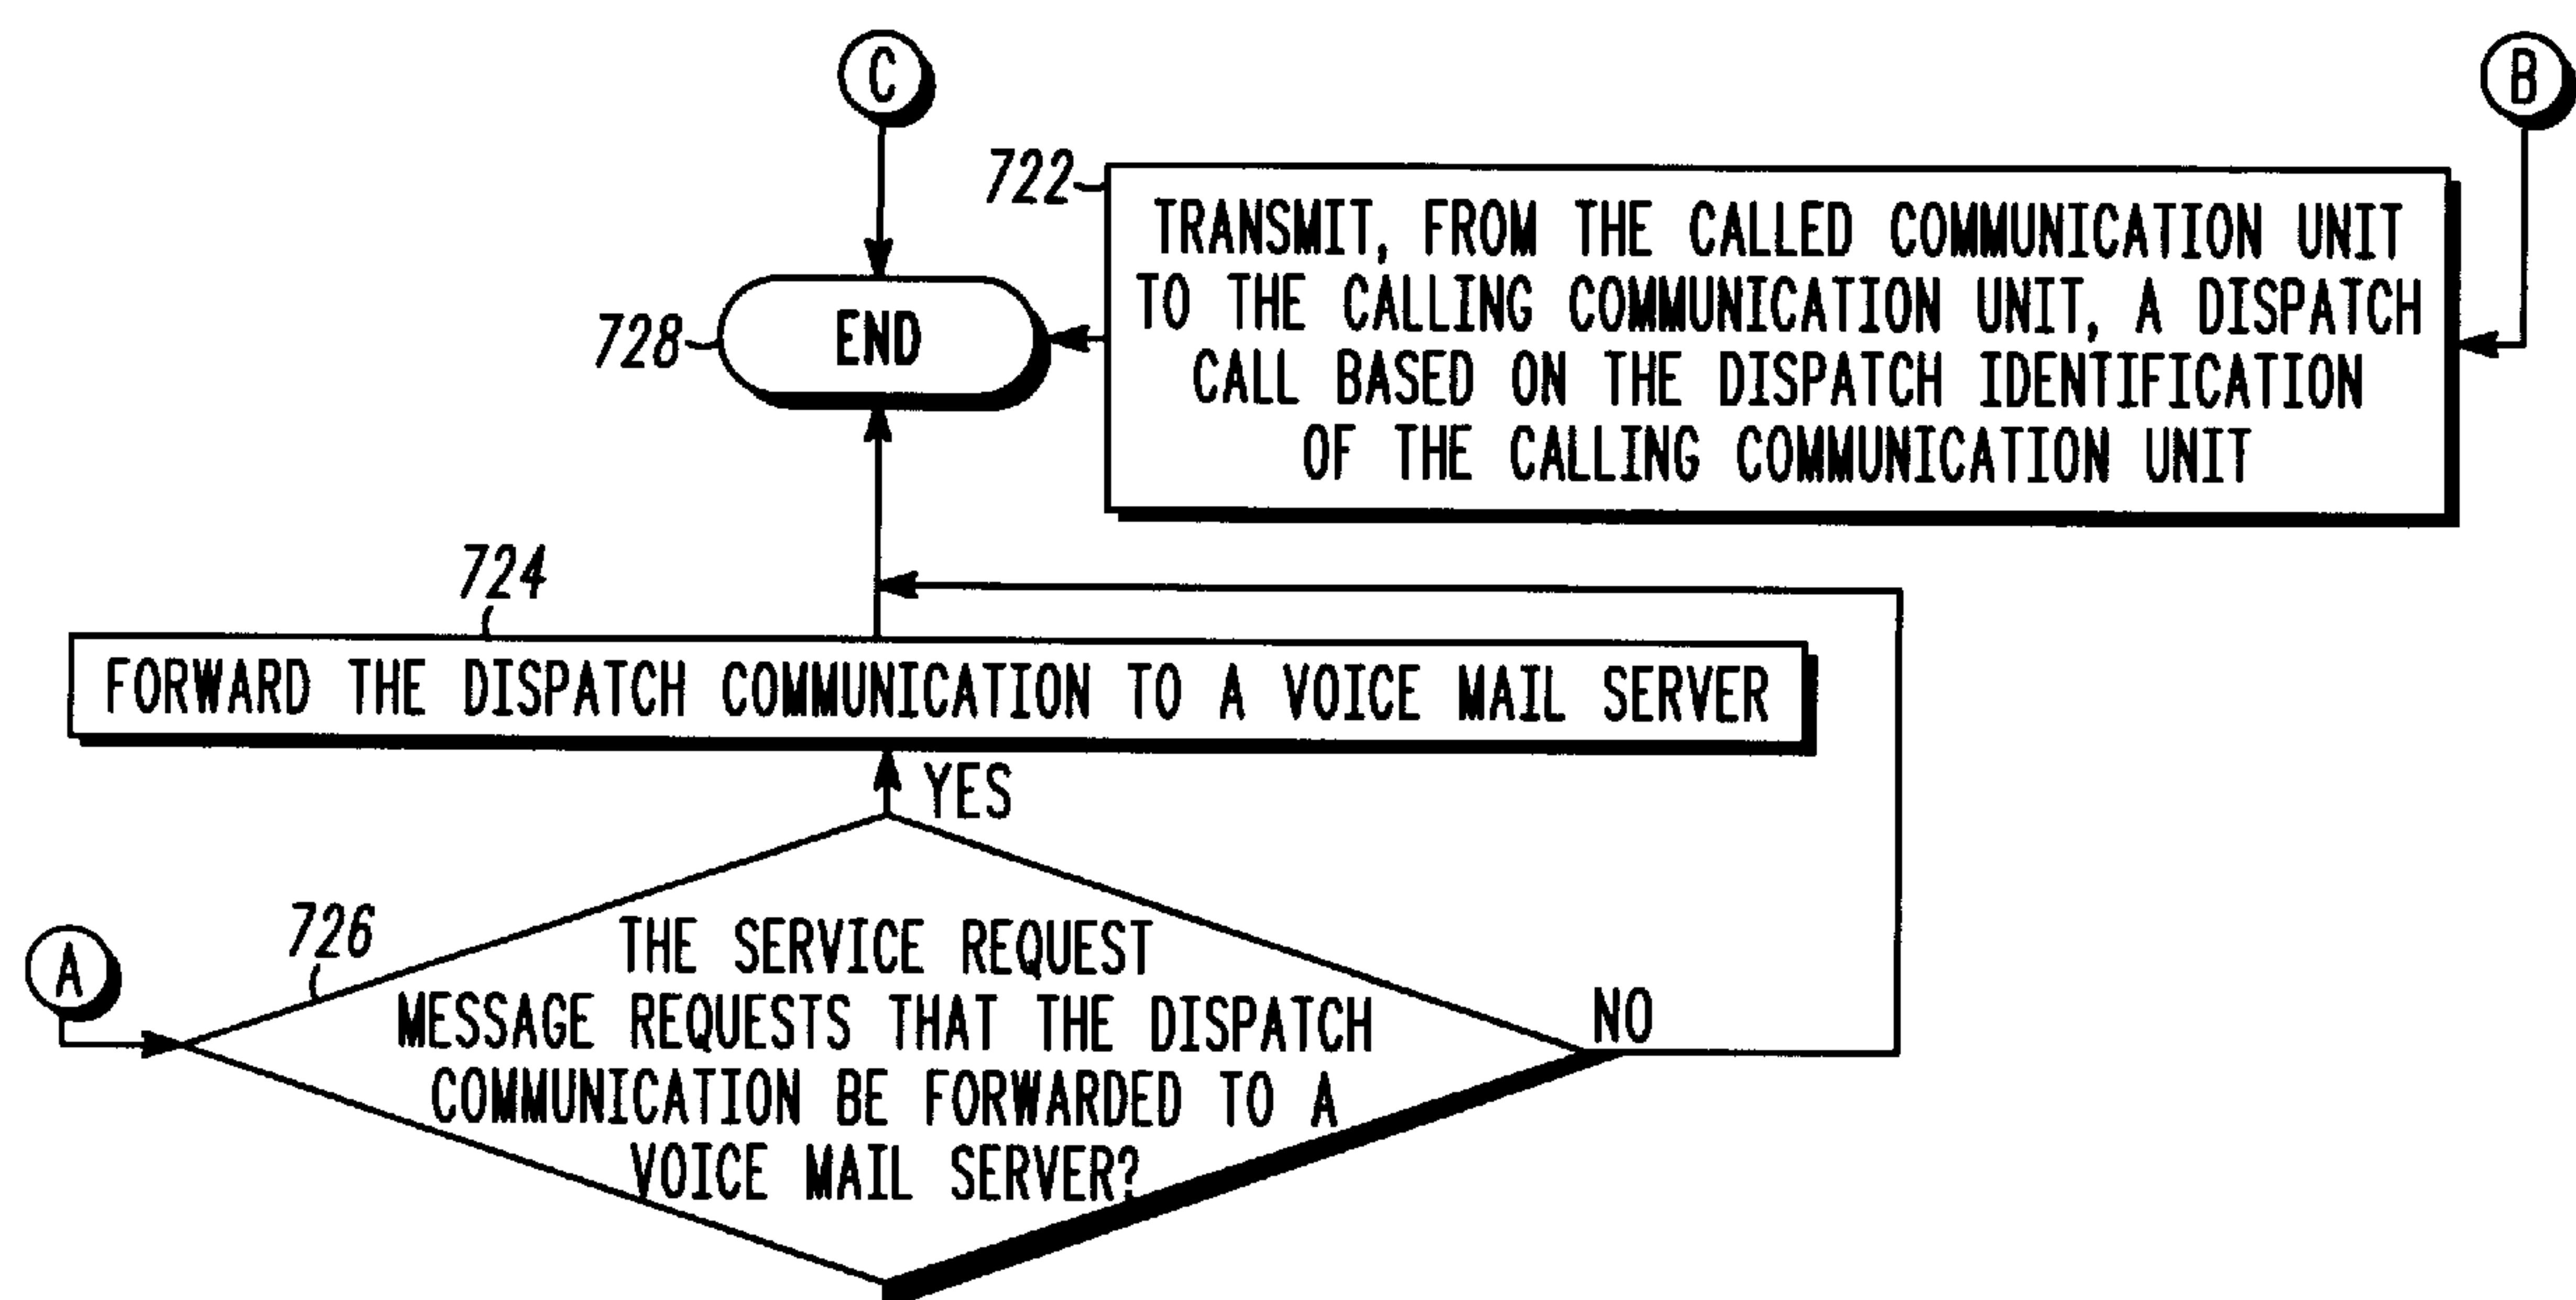 C
B
722
TRANSMIT, FROM THE CALLED COMMUNICATION UNIT
TO THE CALLING COMMUNICATION UNIT, A DISPATCH
CALL BASED ON THE DISPATCH IDENTIFICATION
OF THE CALLING COMMUNICATION UNIT
728
END
724
FORWARD THE DISPATCH COMMUNICATION TO A VOICE MAIL SERVER
YES
A
726
THE SERVICE REQUEST
MESSAGE REQUESTS THAT THE DISPATCH
COMMUNICATION BE FORWARDED TO A
VOICE MAIL SERVER?
NO